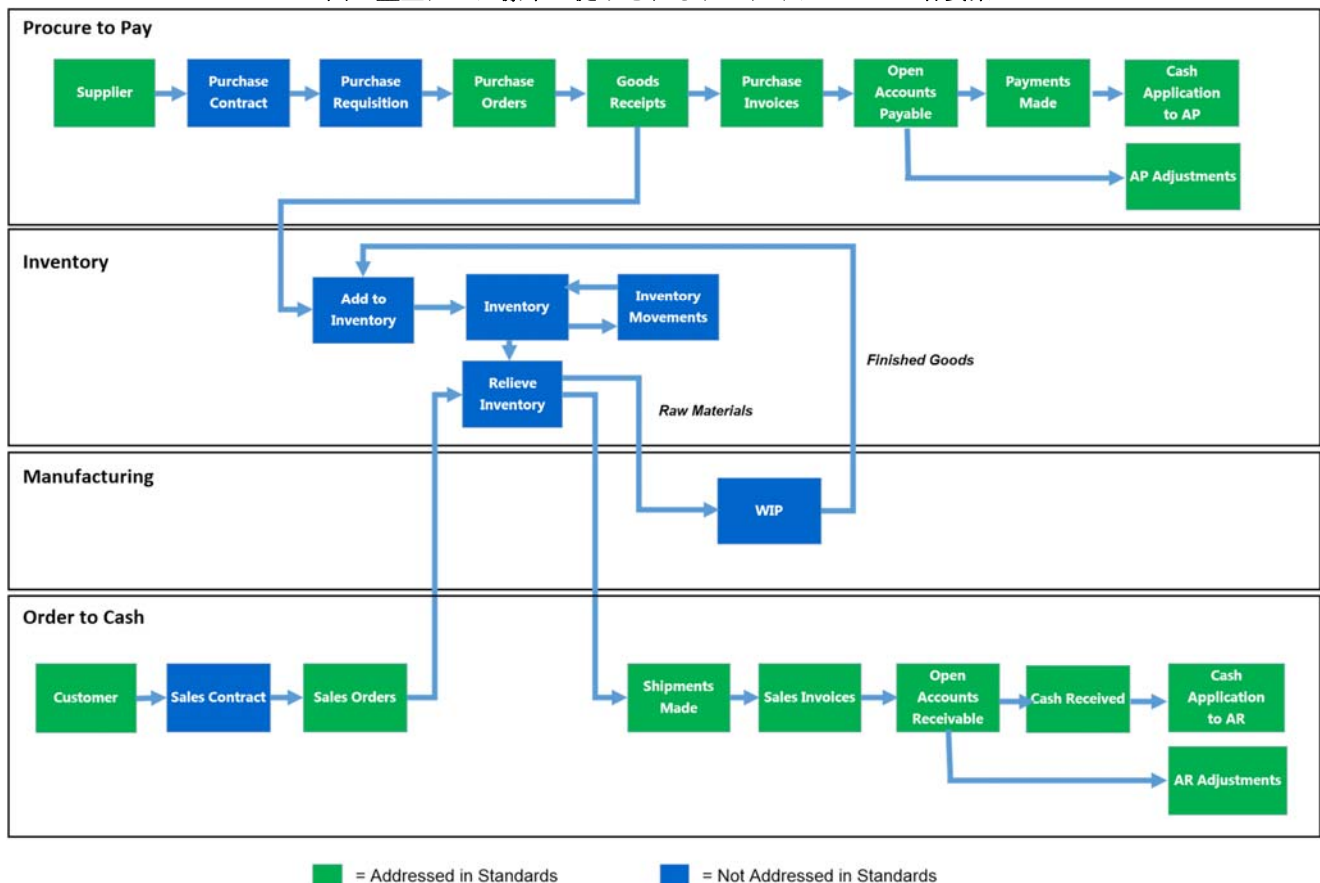 Procure to Pay
Supplier
Purchase
Contract
Purchase
Requisition
Purchase
Orders
Goods
Receipts
Purchase
Invoices
Open
Accounts
Payable
Payments
Made
Cash
Application
to AP
AP Adjustments
Inventory
Add to
Inventory
Inventory
Inventory
Movements
Relieve
Inventory
Raw Materials
Finished Goods
Manufacturing
WIP
Order to Cash
Customer
Sales Contract
Sales Orders
Shipments
Made
Sales Invoices
Open
Accounts
Receivable
Cash Received
Cash
Application
to AR
AR Adjustments
= Addressed in Standards
= Not Addressed in Standards